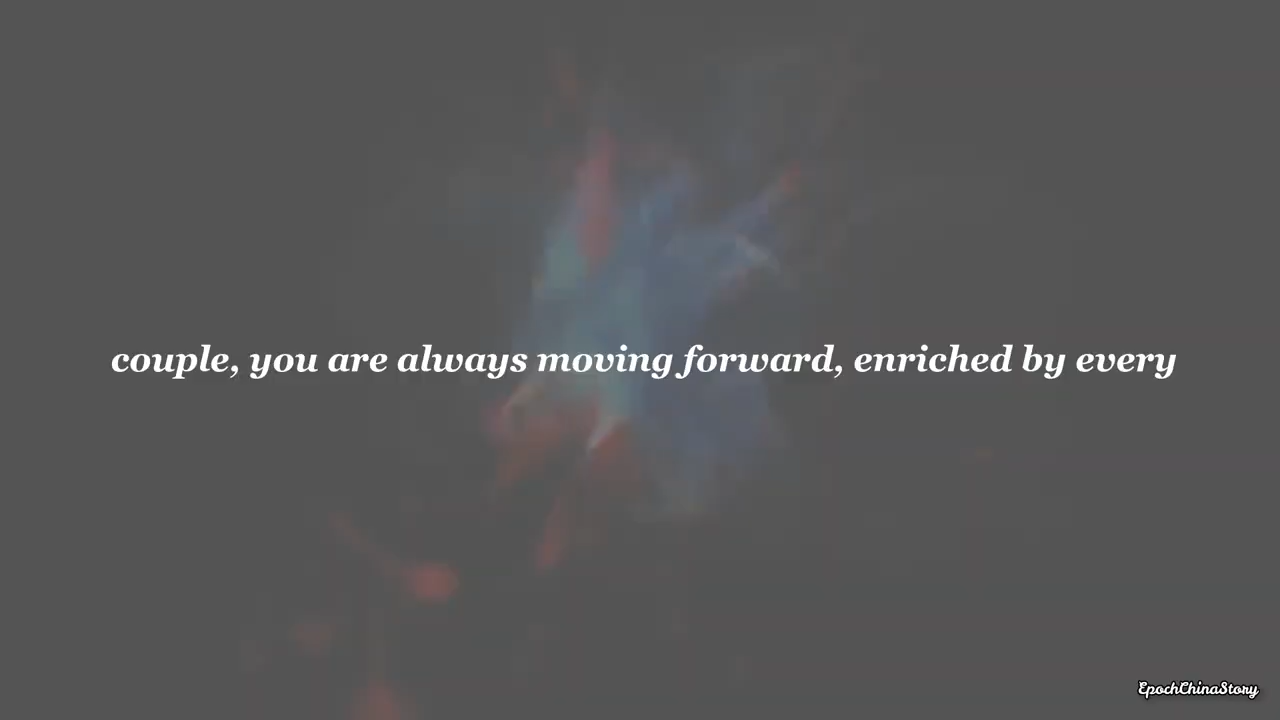 couple, you are always moving forward, enriched by every
EpochChinaStory